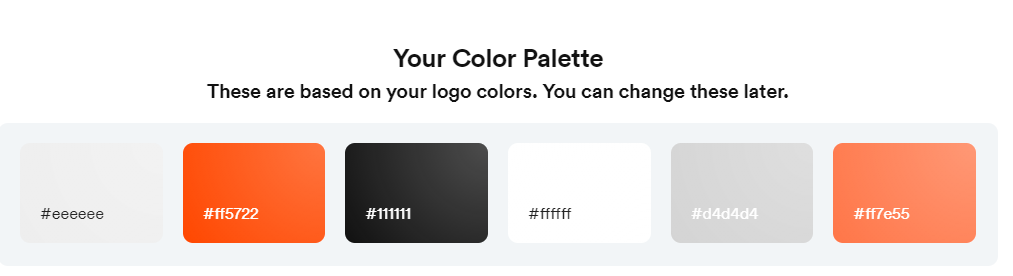 Your Color Palette
These are based on your logo colors. You can change these later.
#eeeeee #ff5722 #111111 #ffffff #d4d4d4 #ff7e55